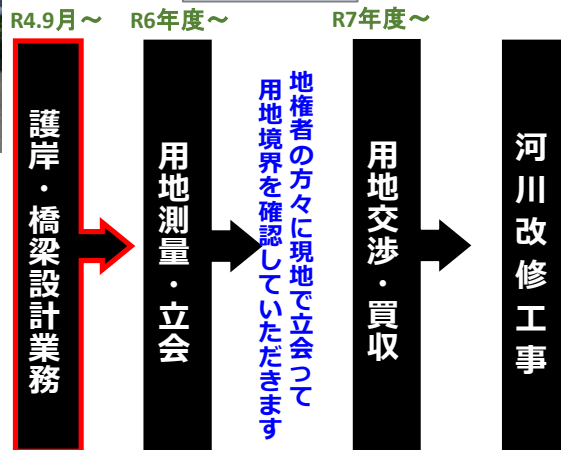 R4.9月～
R6年度～
R7年度～
護岸・橋梁設計業務
用地測量・立会
地権者の方々に現地で立会つて
用地境界を確認していただきます
用地交渉・買収
河川改修工事